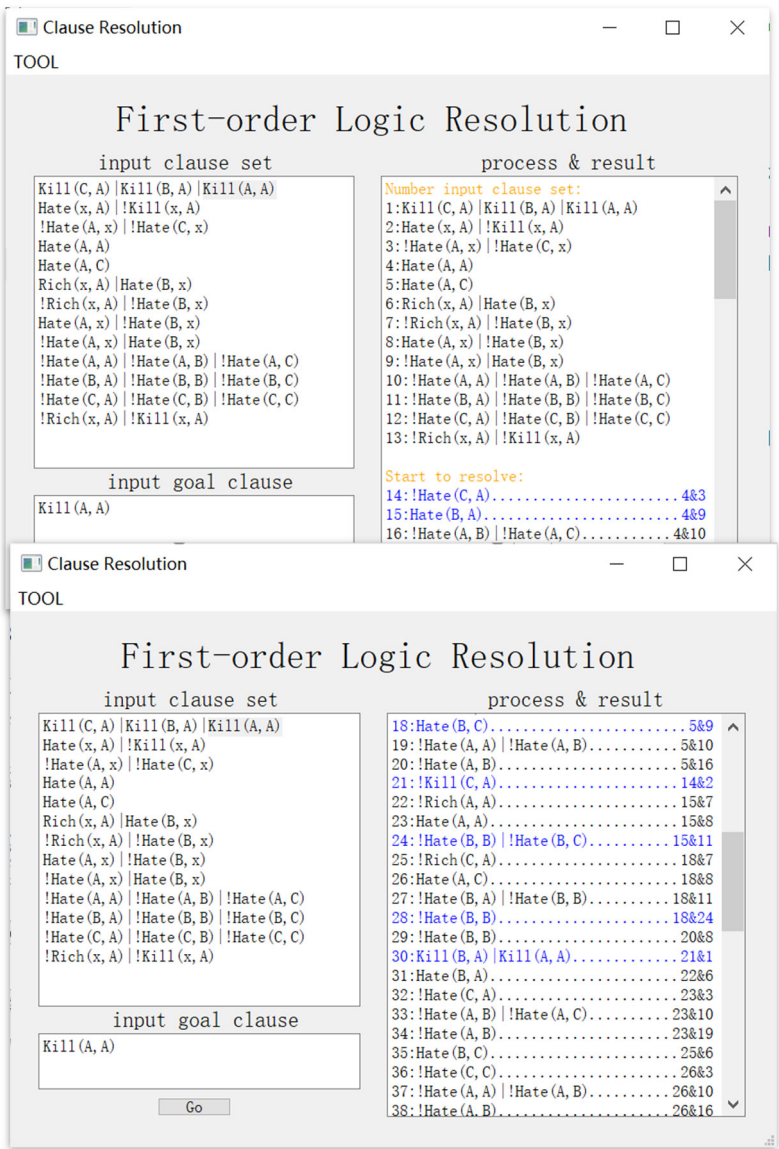 Clause Resolution
TOOL
First-order Logic Resolution
input clause set
Kill(C,A)|Kill(B,A)|Kill(A,A)
Hate(x,A)|!Kill(x,A)
!Hate(A,x)|!Hate(C,x)
Hate(A,A)
Hate(A,C)
Rich(x,A)|Hate(B,x)
!Rich(x,A)|!Hate(B,x)
Hate(A,x)|!Hate(B,x)
!Hate(A,x)|Hate(B,x)
!Hate(A,A)|!Hate(A,B)|!Hate(A,C)
!Hate(B,A)|!Hate(B,B)|!Hate(B,C)
!Hate(C,A)|!Hate(C,B)|!Hate(C,C)
!Rich(x,A)|!Kill(x,A)
input goal clause
Kill(A,A)
process & result
Number input clause set:
1:Kill(C,A)|Kill(B,A)|Kill(A,A)
2:Hate(x,A)|!Kill(x,A)
3:!Hate(A,x)|!Hate(C,x)
4:Hate(A,A)
5:Hate(A,C)
6:Rich(x,A)|Hate(B,x)
7:!Rich(x,A)|!Hate(B,x)
8:Hate(A,x)|!Hate(B,x)
9:!Hate(A,x)|Hate(B,x)
10:!Hate(A,A)|!Hate(A,B)|!Hate(A,C)
11:!Hate(B,A)|!Hate(B,B)|!Hate(B,C)
12:!Hate(C,A)|!Hate(C,B)|!Hate(C,C)
13:!Rich(x,A)|!Kill(x,A)
Start to resolve:
14:!Hate(C,A).......................4&3
15:Hate(B,A)........................4&9
16:!Hate(A,B)|!Hate(A,C)...........4&10
Clause Resolution
TOOL
First-order Logic Resolution
input clause set
Kill(C,A)|Kill(B,A)|Kill(A,A)
Hate(x,A)|!Kill(x,A)
!Hate(A,x)|!Hate(C,x)
Hate(A,A)
Hate(A,C)
Rich(x,A)|Hate(B,x)
!Rich(x,A)|!Hate(B,x)
Hate(A,x)|!Hate(B,x)
!Hate(A,x)|Hate(B,x)
!Hate(A,A)|!Hate(A,B)|!Hate(A,C)
!Hate(B,A)|!Hate(B,B)|!Hate(B,C)
!Hate(C,A)|!Hate(C,B)|!Hate(C,C)
!Rich(x,A)|!Kill(x,A)
input goal clause
Kill(A,A)
Go
process & result
18:Hate(B,C)........................5&9
19:!Hate(A,A)|!Hate(A,B)...........5&10
20:!Hate(A,B)......................5&16
21:!Kill(C,A)......................14&2
22:!Rich(A,A)......................15&7
23:Hate(A,A).......................15&8
24:!Hate(B,B)|!Hate(B,C)..........15&11
25:!Rich(C,A)......................18&7
26:Hate(A,C).......................18&8
27:!Hate(B,A)|!Hate(B,B)..........18&11
28:!Hate(B,B).....................18&24
29:!Hate(B,B)......................20&8
30:Kill(B,A)|Kill(A,A).............21&1
31:Hate(B,A).......................22&6
32:!Hate(C,A)......................23&3
33:!Hate(A,B)|!Hate(A,C)..........23&10
34:!Hate(A,B).....................23&19
35:Hate(B,C).......................25&6
36:!Hate(C,C)......................26&3
37:!Hate(A,A)|!Hate(A,B)..........26&10
38:!Hate(A,B).....................26&16